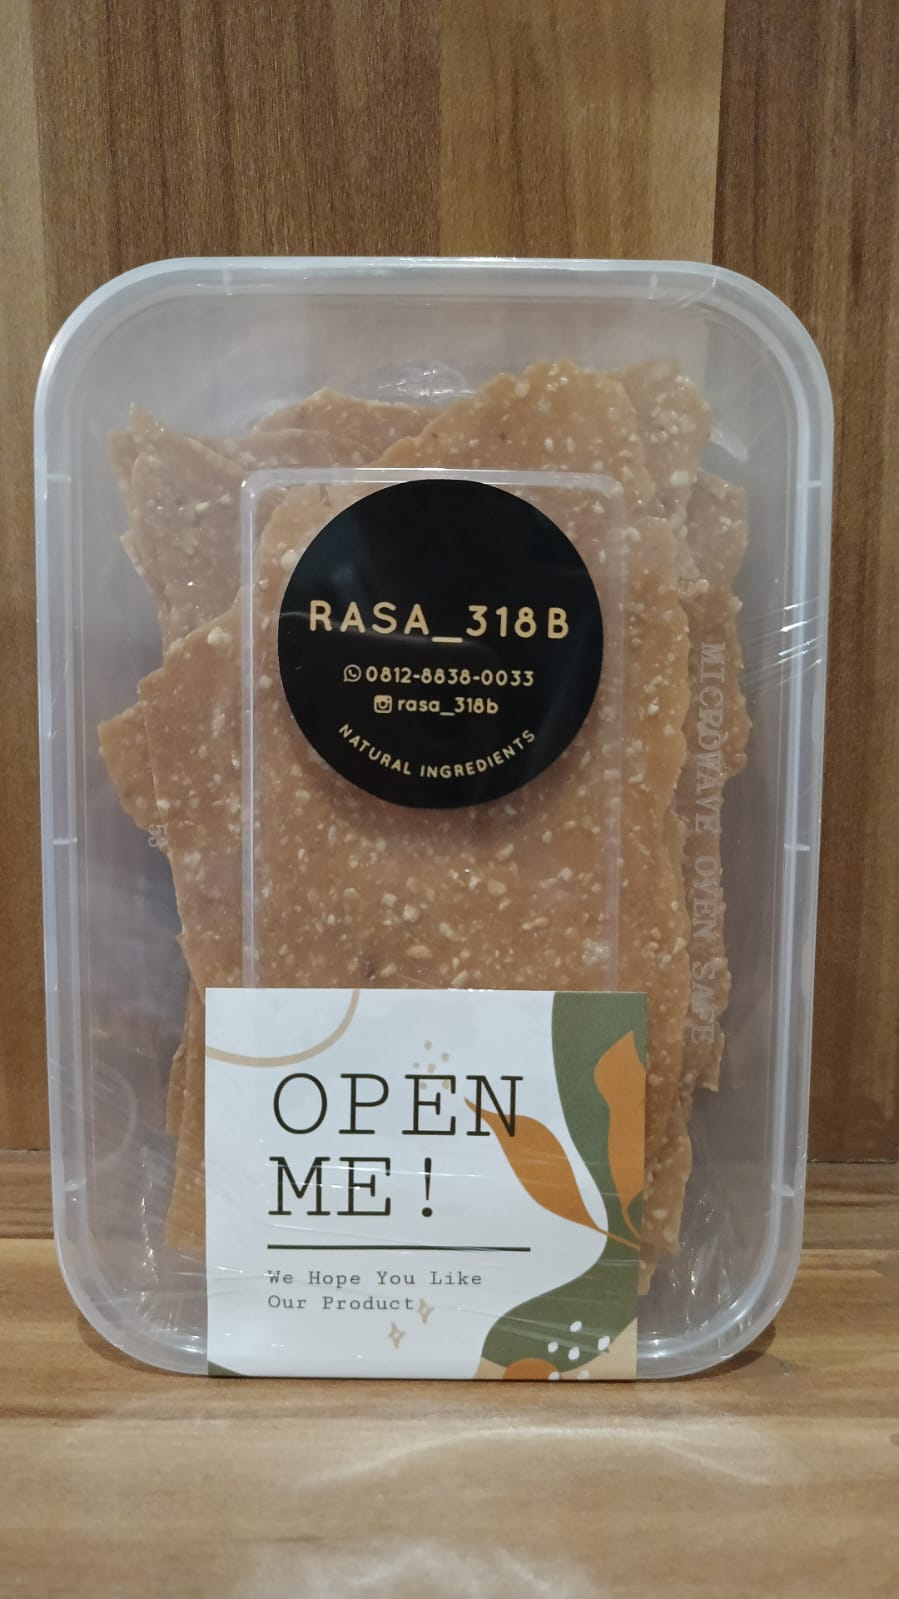 RASA_318B
0812-8838-0033
rasa_318b
NATURAL INGREDIENTS
MICROWAVE OVEN SAFE
OPEN
ME!
We Hope You Like
Our Product